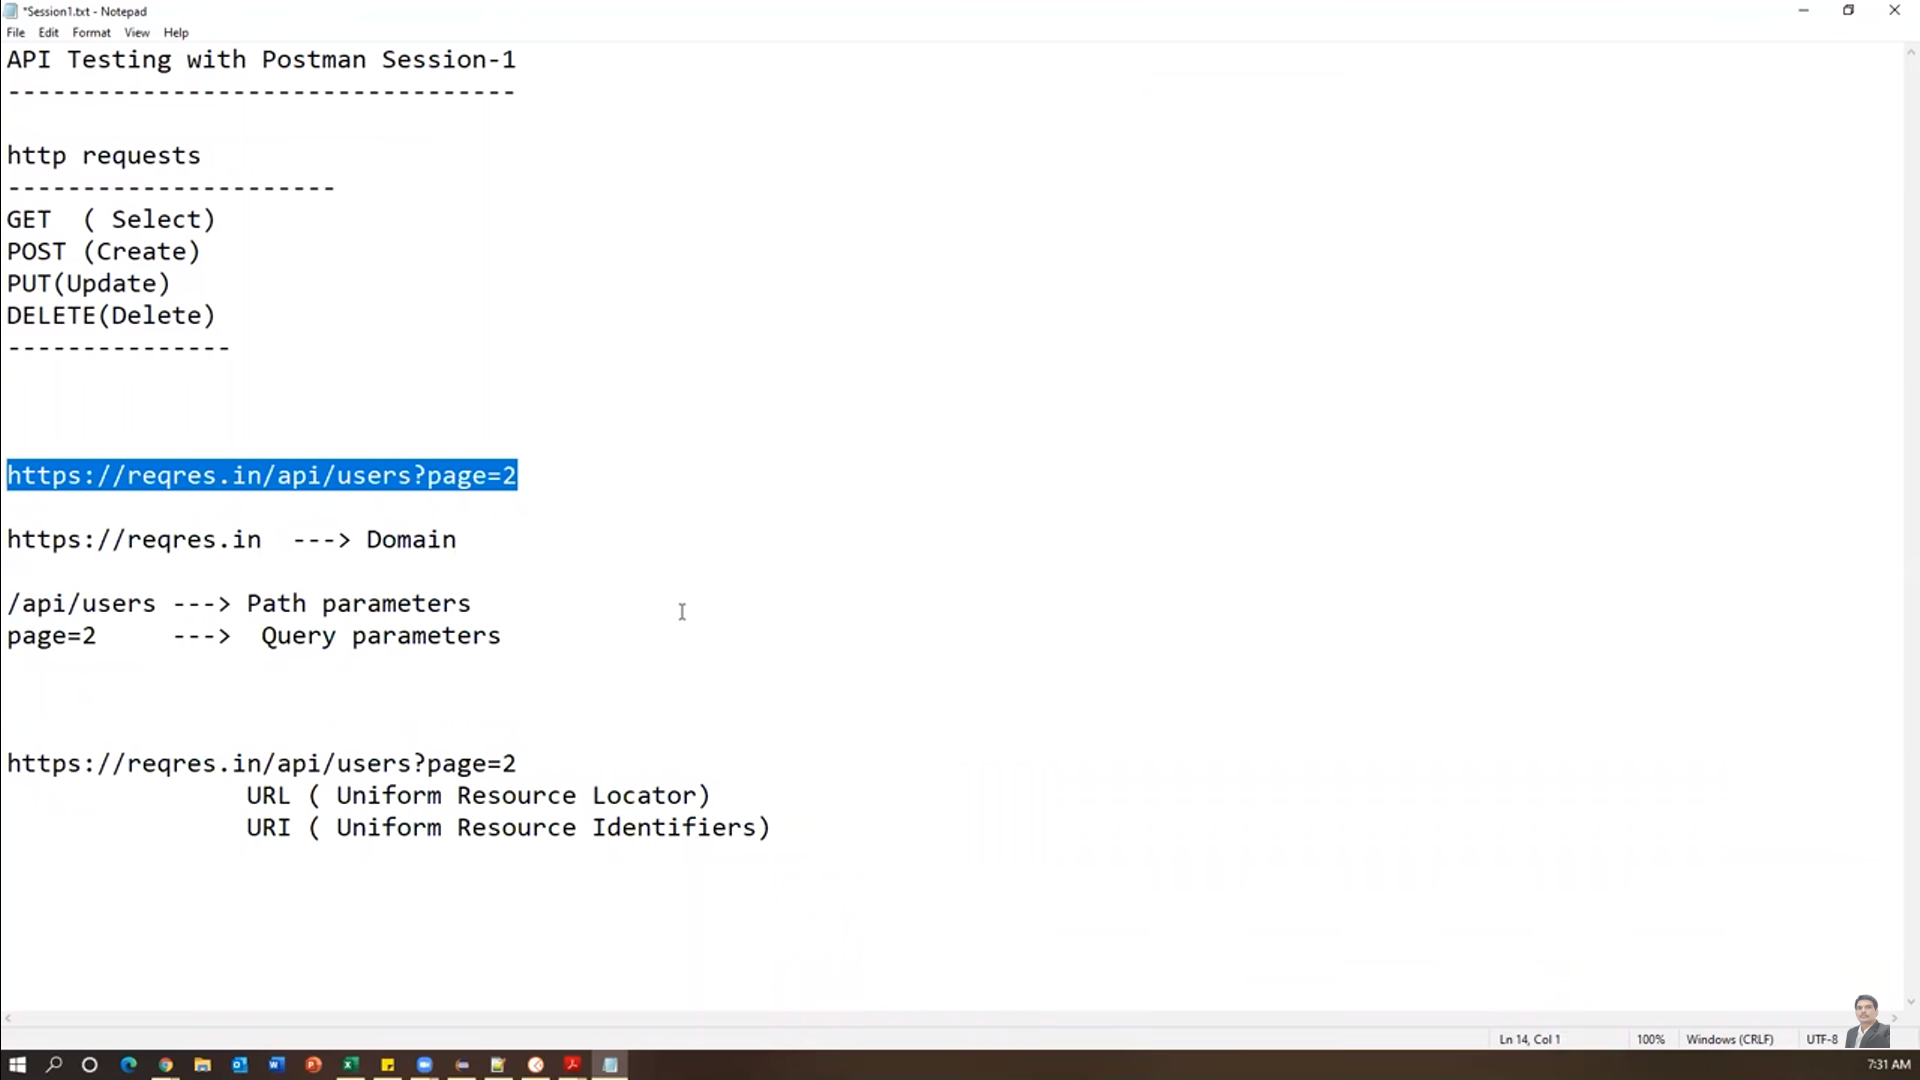 *Session1.txt - Notepad
File Edit Format View Help
API Testing with Postman Session-1
----------------------------------
http requests
----------------------
GET  ( Select)
POST (Create)
PUT(Update)
DELETE(Delete)
---------------
https://reqres.in/api/users?page=2
https://reqres.in  ---> Domain
/api/users ---> Path parameters
page=2     --->  Query parameters
https://reqres.in/api/users?page=2
URL ( Uniform Resource Locator)
URI ( Uniform Resource Identifiers)
Ln 14, Col 1 100% Windows (CRLF) UTF-8
7:31 AM